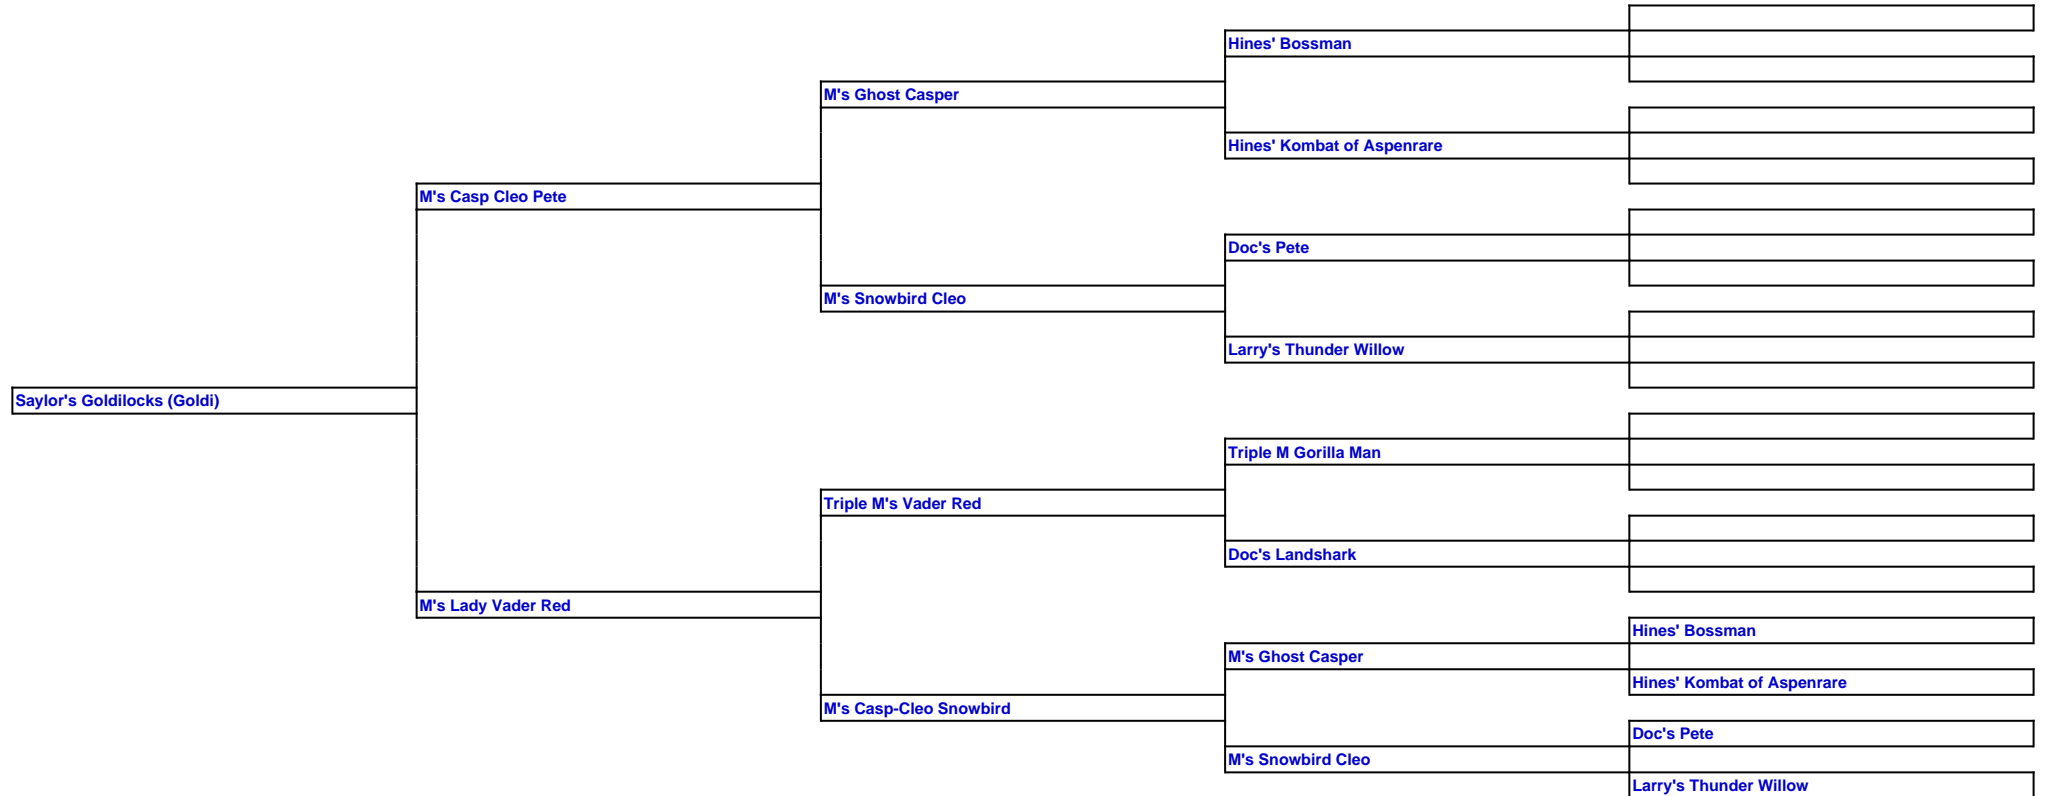 Hines' Bossman
M's Ghost Casper
Hines' Kombat of Aspenrare
M's Casp Cleo Pete
Doc's Pete
M's Snowbird Cleo
Larry's Thunder Willow
Saylor's Goldilocks (Goldi)
Triple M Gorilla Man
Triple M's Vader Red
Doc's Landshark
M's Lady Vader Red
Hines' Bossman
M's Ghost Casper
Hines' Kombat of Aspenrare
M's Casp-Cleo Snowbird
Doc's Pete
M's Snowbird Cleo
Larry's Thunder Willow